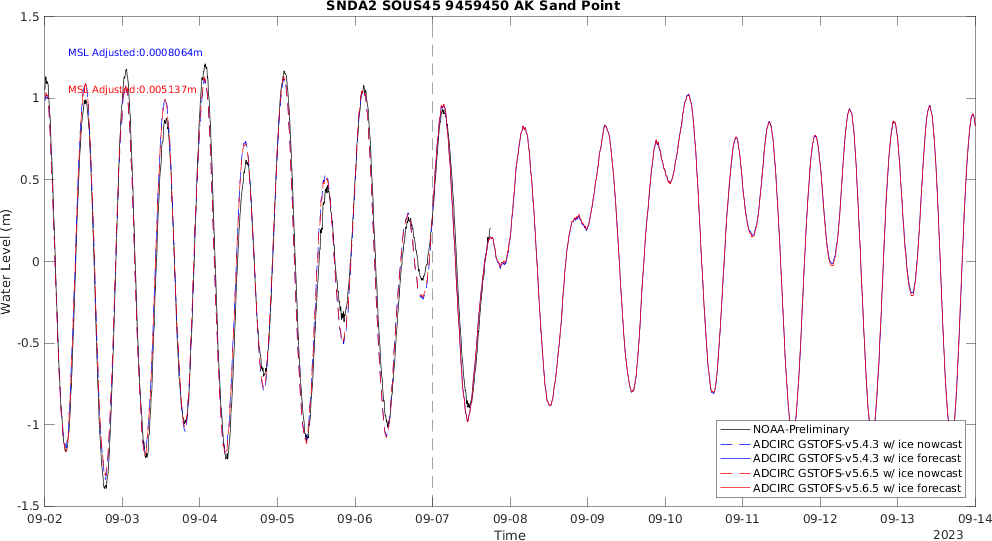 SNDA2 SOUS45 9459450 AK Sand Point
1.5
MSL Adjusted:0.0008064m
MSL Adjusted:0.005137m
1
0.5
Water Level (m)
0
-0.5
-1
NOAA-Preliminary
ADCIRC GSTOFS-v5.4.3 w/ ice nowcast
ADCIRC GSTOFS-v5.4.3 w/ ice forecast
ADCIRC GSTOFS-v5.6.5 w/ ice nowcast
ADCIRC GSTOFS-v5.6.5 w/ ice forecast
-1.5
09-02 09-03 09-04 09-05 09-06 09-07 09-08 09-09 09-10 09-11 09-12 09-13 09-14
Time
2023